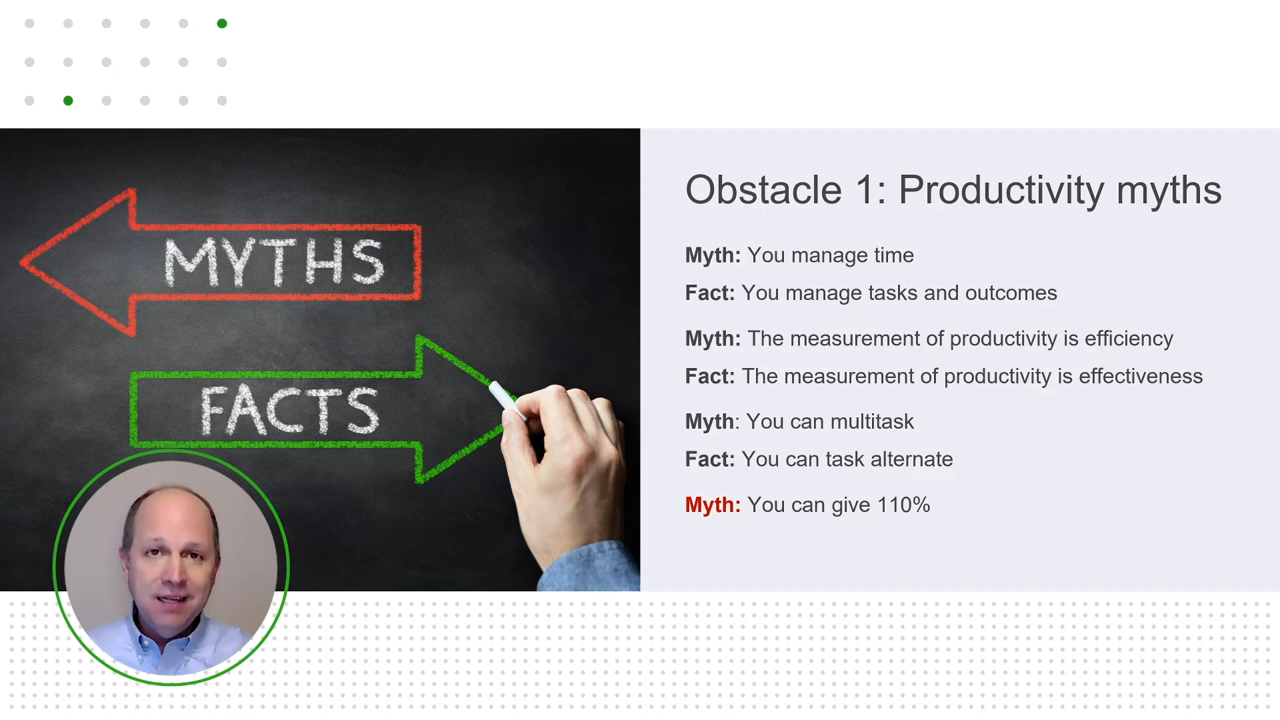 MYTHS
FACTS
Obstacle 1: Productivity myths
Myth: You manage time
Fact: You manage tasks and outcomes
Myth: The measurement of productivity is efficiency
Fact: The measurement of productivity is effectiveness
Myth: You can multitask
Fact: You can task alternate
Myth: You can give 110%